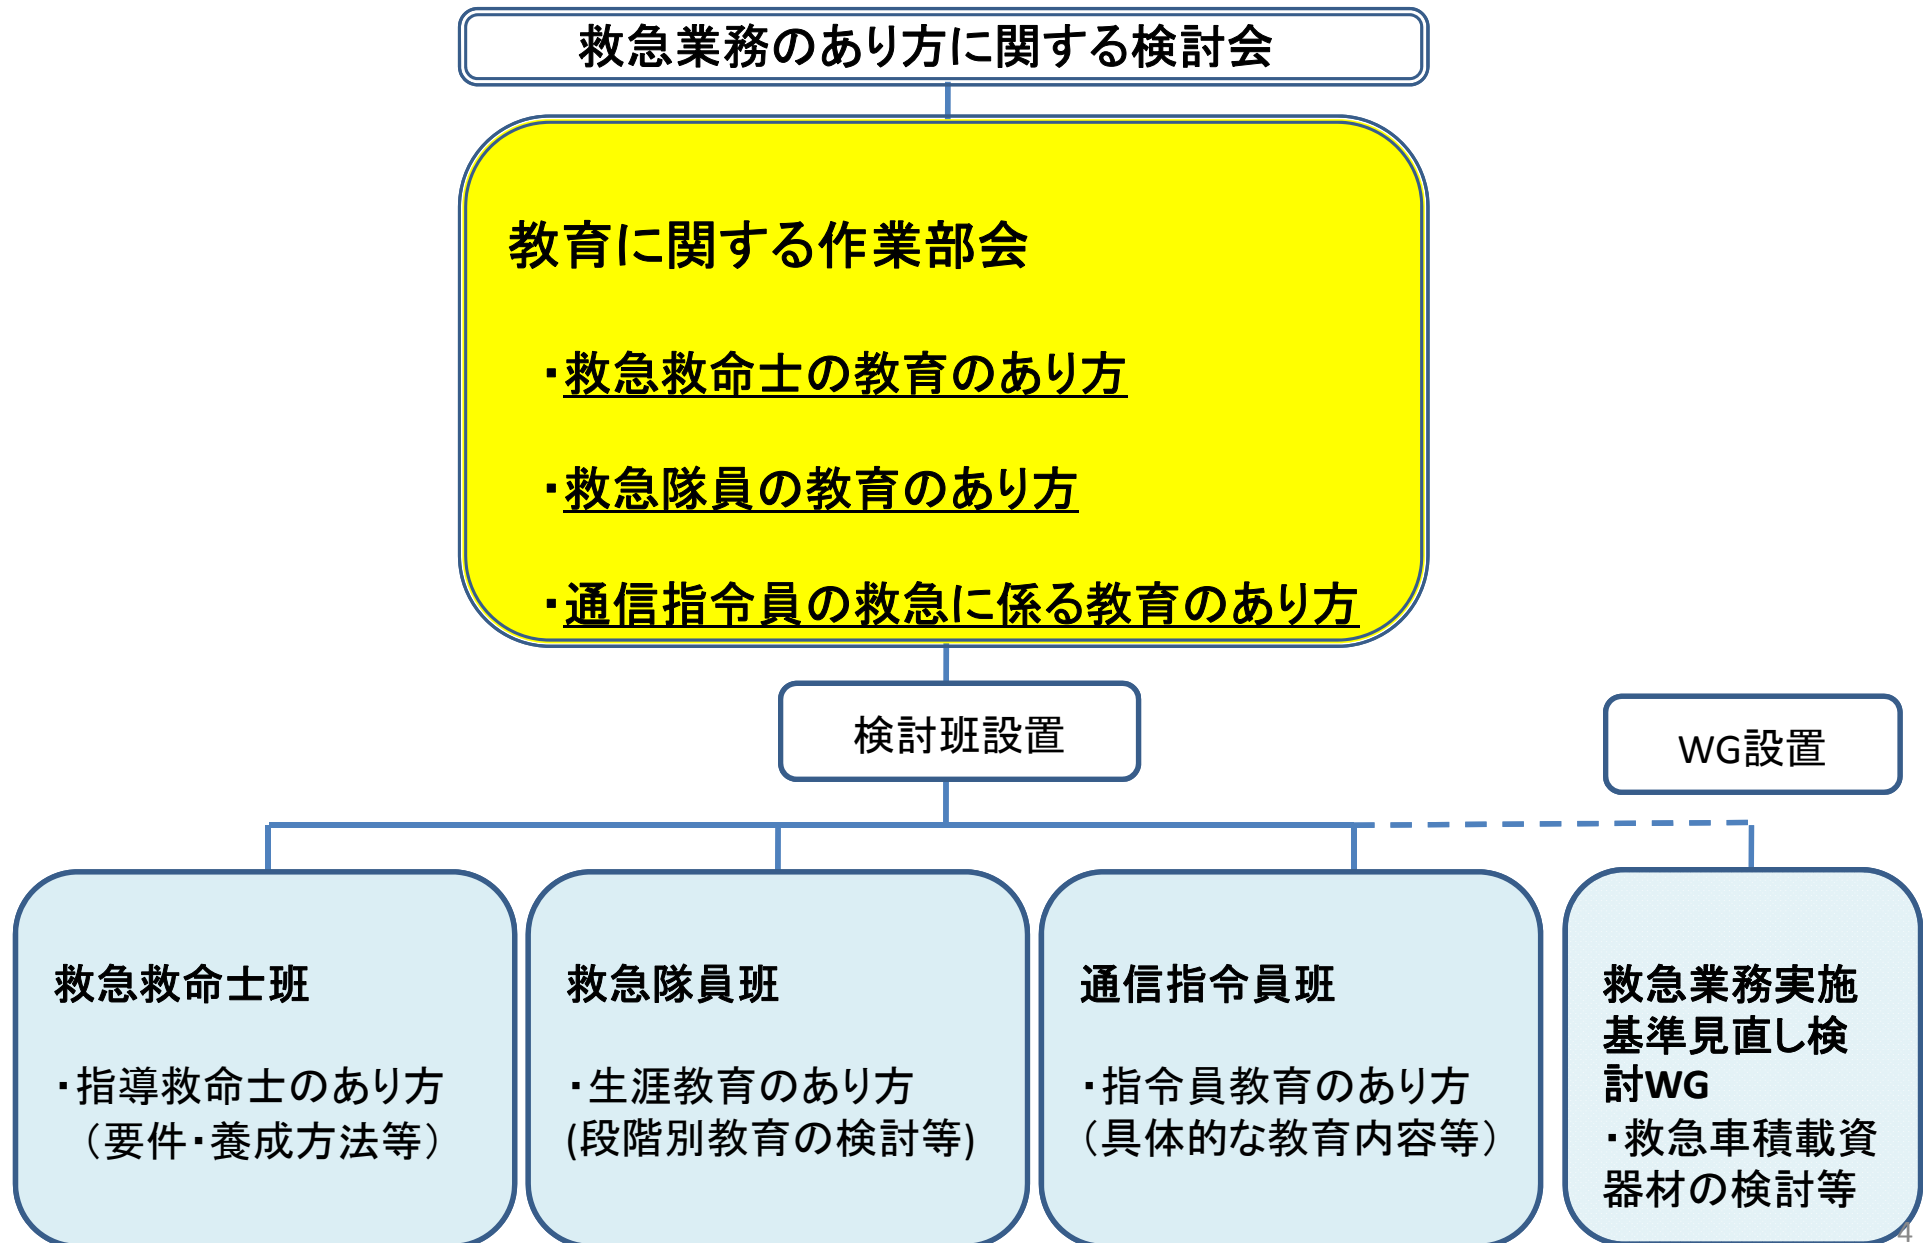 救急業務のあり方に関する検討会
教育に関する作業部会
・救急救命士の教育のあり方
・救急隊員の教育のあり方
・通信指令員の救急に係る教育のあり方
検討班設置
WG設置
救急救命士班
・指導救命士のあり方
（要件・養成方法等）
救急隊員班
・生涯教育のあり方
(段階別教育の検討等)
通信指令員班
・指令員教育のあり方
（具体的な教育内容等）
救急業務実施
基準見直し検
討WG
・救急車積載資
器材の検討等
4